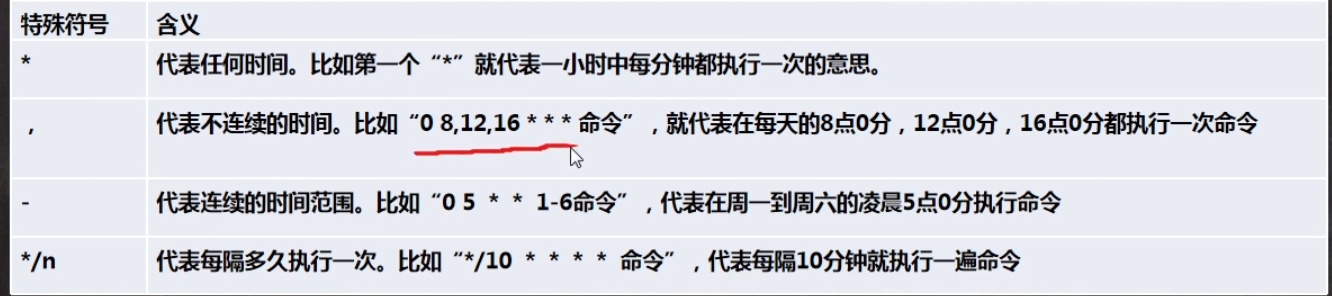 特殊符号 含义
* 代表任何时间。比如第一个“*”就代表一小时中每分钟都执行一次的意思。
， 代表不连续的时间。比如“0 8,12,16 * * * 命令”，就代表在每天的8点0分，12点0分，16点0分都执行一次命令
- 代表连续的时间范围。比如“0 5 * * 1-6命令”，代表在周一到周六的凌晨5点0分执行命令
*/n 代表每隔多久执行一次。比如“*/10 * * * * 命令”，代表每隔10分钟就执行一遍命令